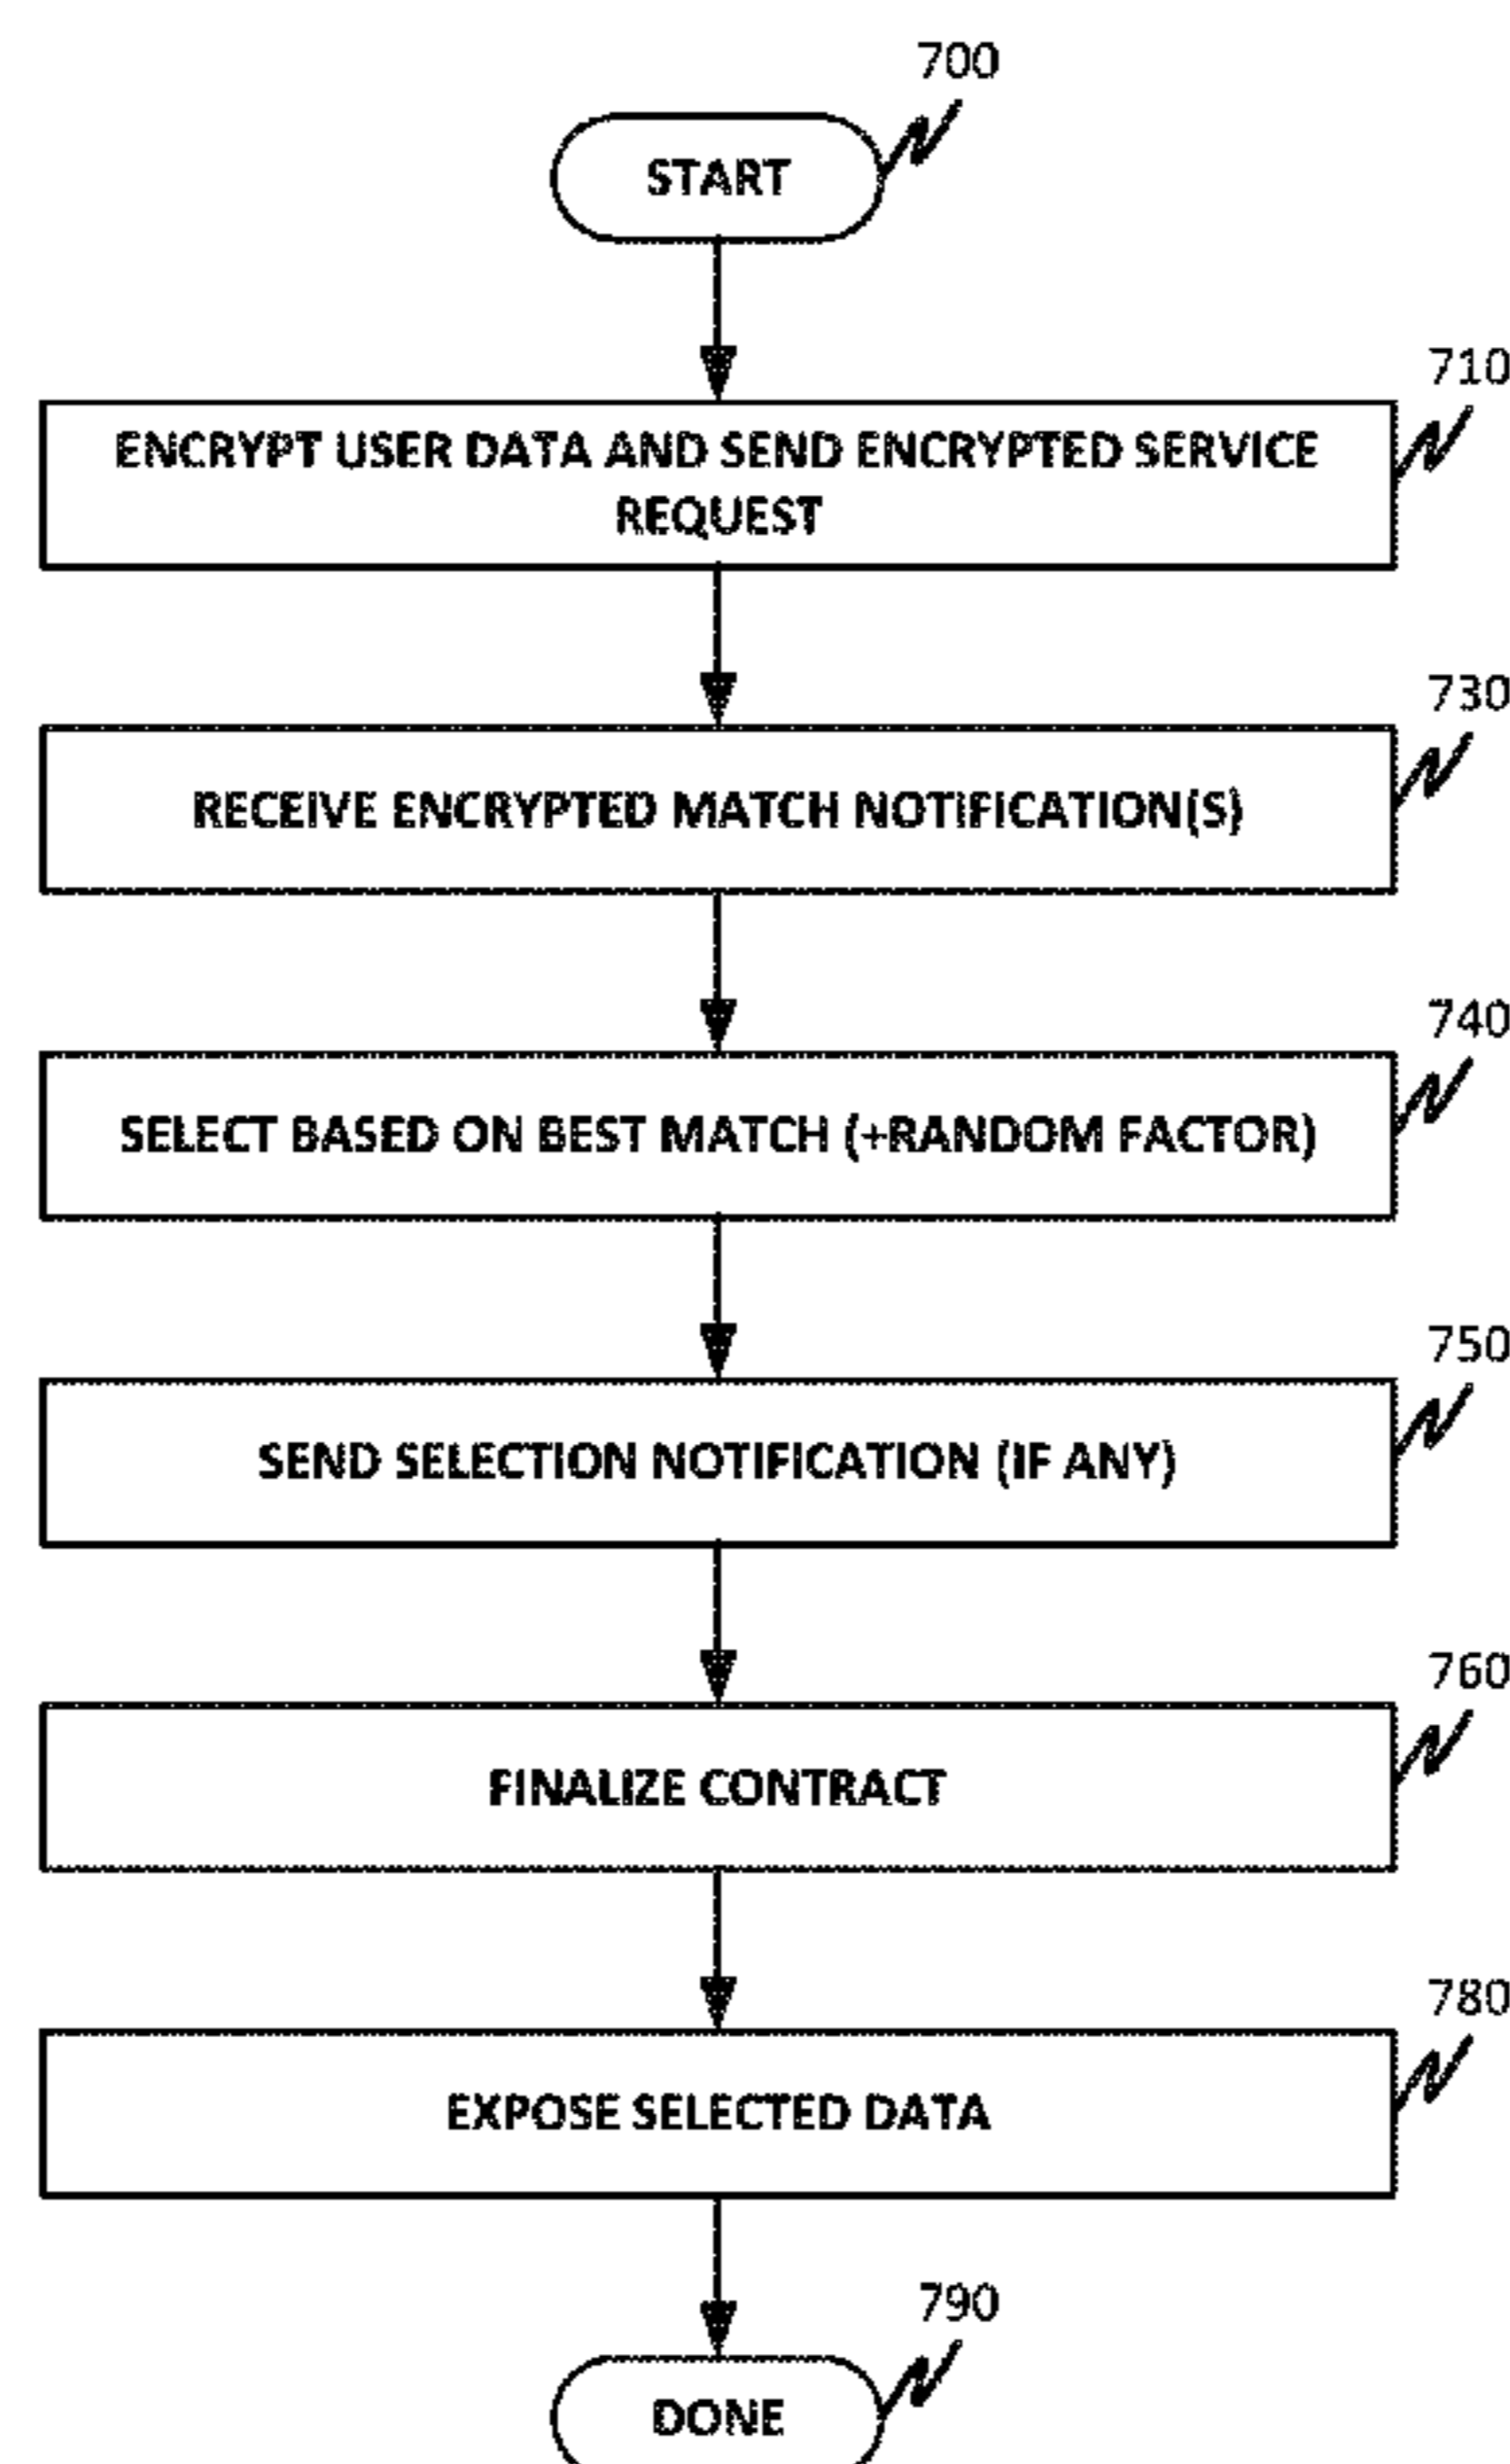 700
START
710
ENCRYPT USER DATA AND SEND ENCRYPTED SERVICE
REQUEST
730
RECEIVE ENCRYPTED MATCH NOTIFICATION(S)
740
SELECT BASED ON BEST MATCH (+RANDOM FACTOR)
750
SEND SELECTION NOTIFICATION (IF ANY)
760
FINALIZE CONTRACT
780
EXPOSE SELECTED DATA
790
DONE